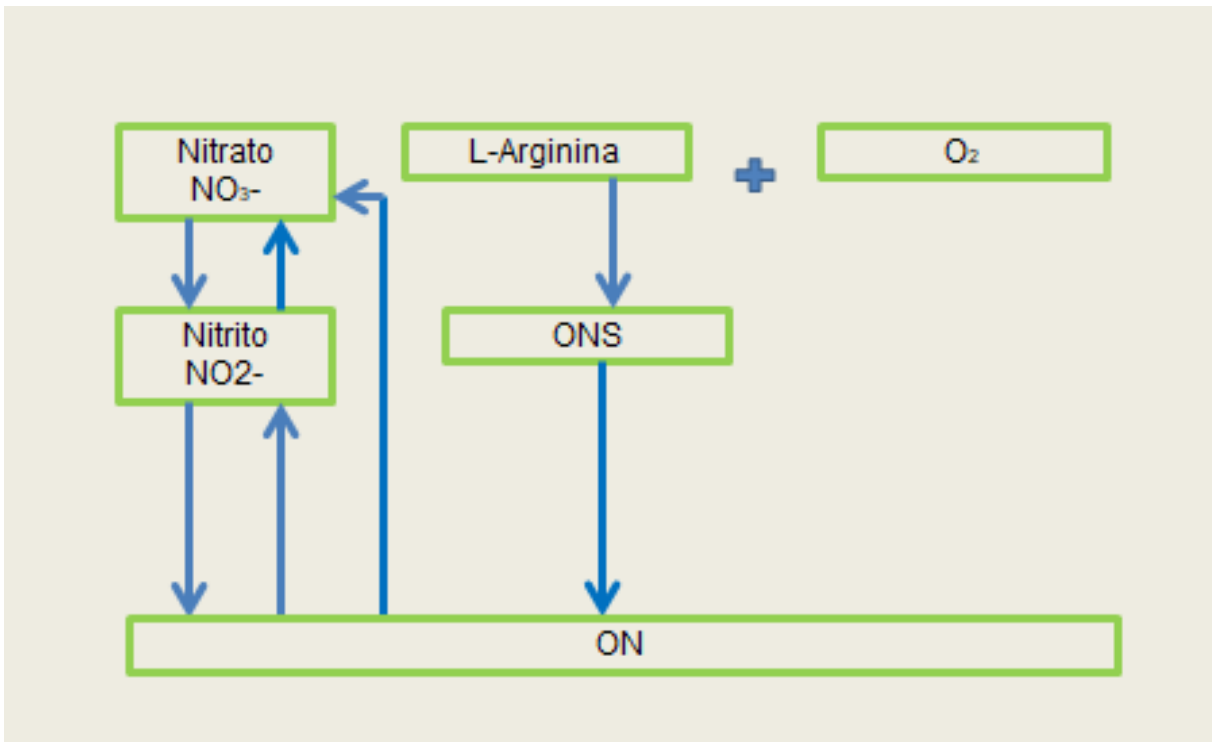 Nitrato
NO₃-
L-Arginina
O₂
Nitrito
NO2-
ONS
ON